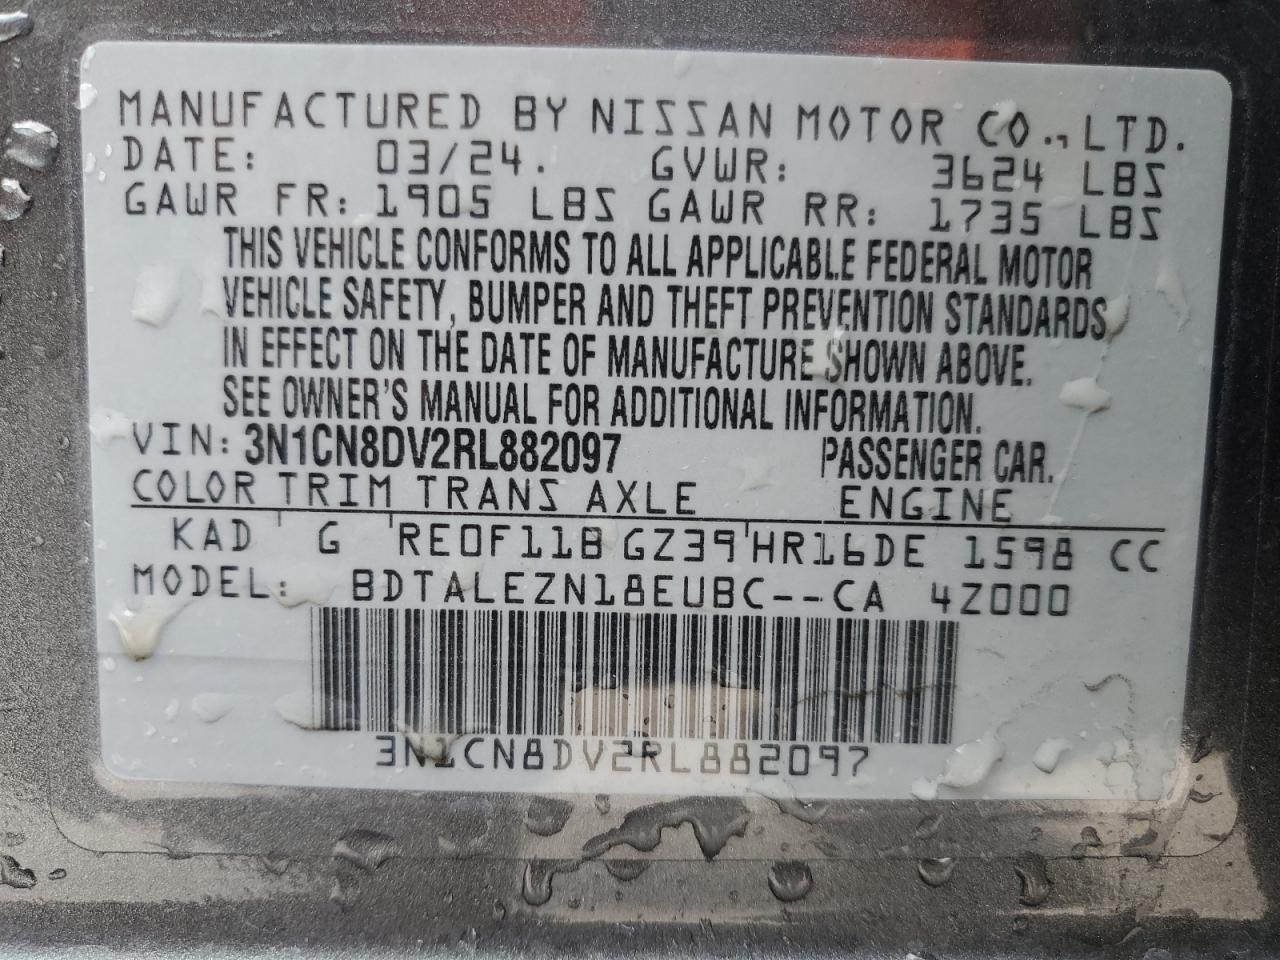 MANUFACTURED BY NISSAN MOTOR CO., LTD.
DATE: 03/24. GVWR: 3624 LBS
GAWR FR: 1905 LBS GAWR RR: 1735 LBS
THIS VEHICLE CONFORMS TO ALL APPLICABLE FEDERAL MOTOR
VEHICLE SAFETY, BUMPER AND THEFT PREVENTION STANDARDS
IN EFFECT ON THE DATE OF MANUFACTURE SHOWN ABOVE.
SEE OWNER'S MANUAL FOR ADDITIONAL INFORMATION.
VIN: 3N1CN8DV2RL882097 PASSENGER CAR.
COLOR TRIM TRANS AXLE ENGINE
KAD G RE0F11B GZ39 HR16DE 1598 CC
MODEL: BDTALEZN18EUBC--CA 4Z000
3N1CN8DV2RL882097